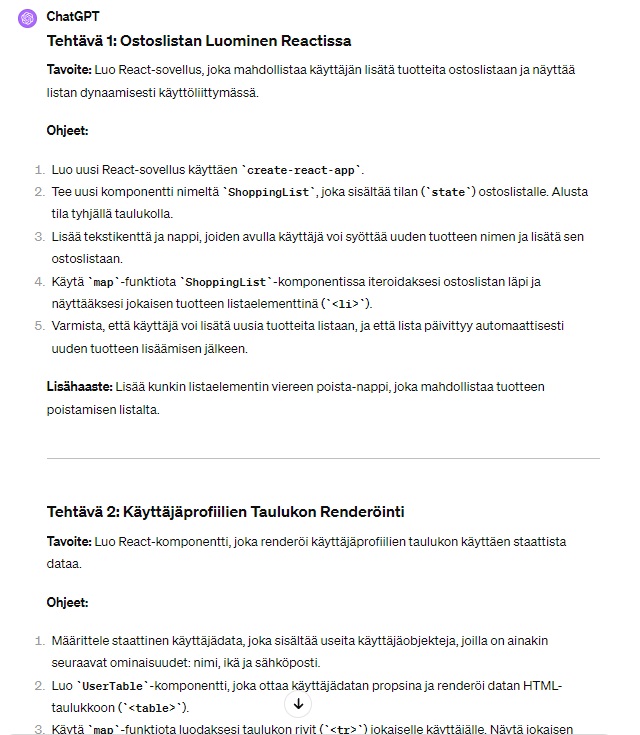 ChatGPT
Tehtävä 1: Ostoslistan Luominen Reactissa
Tavoite: Luo React-sovellus, joka mahdollistaa käyttäjän lisätä tuotteita ostoslistaan ja näyttää
listan dynaamisesti käyttöliittymässä.
Ohjeet:
1. Luo uusi React-sovellus käyttäen `create-react-app`.
2. Tee uusi komponentti nimeltä `ShoppingList`, joka sisältää tilan (`state`) ostoslistalle. Alusta
tila tyhjällä taulukolla.
3. Lisää tekstikenttä ja nappi, joiden avulla käyttäjä voi syöttää uuden tuotteen nimen ja lisätä sen
ostoslistaan.
4. Käytä `map`-funktiota `ShoppingList`-komponentissa iteroidaksesi ostoslistan läpi ja
näyttääksesi jokaisen tuotteen listaelementtinä (`<li>`).
5. Varmista, että käyttäjä voi lisätä uusia tuotteita listaan, ja että lista päivittyy automaattisesti
uuden tuotteen lisäämisen jälkeen.
Lisähaaste: Lisää kunkin listaelementin viereen poista-nappi, joka mahdollistaa tuotteen
poistamisen listalta.
Tehtävä 2: Käyttäjäprofiilien Taulukon Renderöinti
Tavoite: Luo React-komponentti, joka renderöi käyttäjäprofiilien taulukon käyttäen staattista
dataa.
Ohjeet:
1. Määrittele staattinen käyttäjädata, joka sisältää useita käyttäjäobjekteja, joilla on ainakin
seuraavat ominaisuudet: nimi, ikä ja sähköposti.
2. Luo `UserTable`-komponentti, joka ottaa käyttäjädatan propsina ja renderöi datan HTML-
taulukkoon (`<table>`).
3. Käytä `map`-funktiota luodaksesi taulukon rivit (`<tr>`) jokaiselle käyttäjälle. Näytä jokaisen